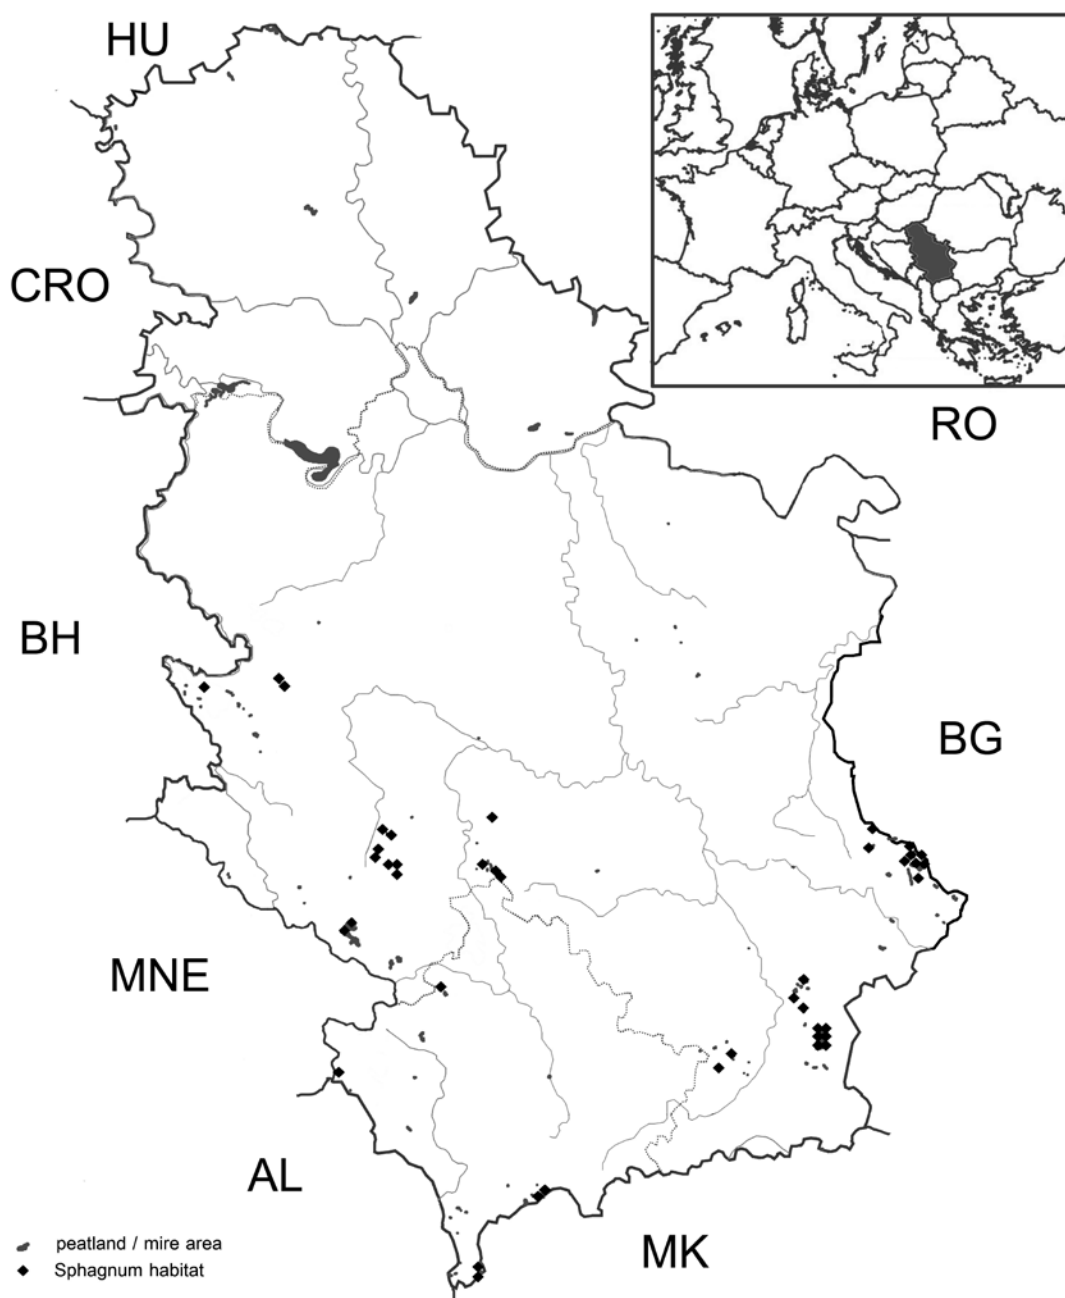 HU
CRO
RO
BH
BG
MNE
AL
MK
peatland / mire area
Sphagnum habitat